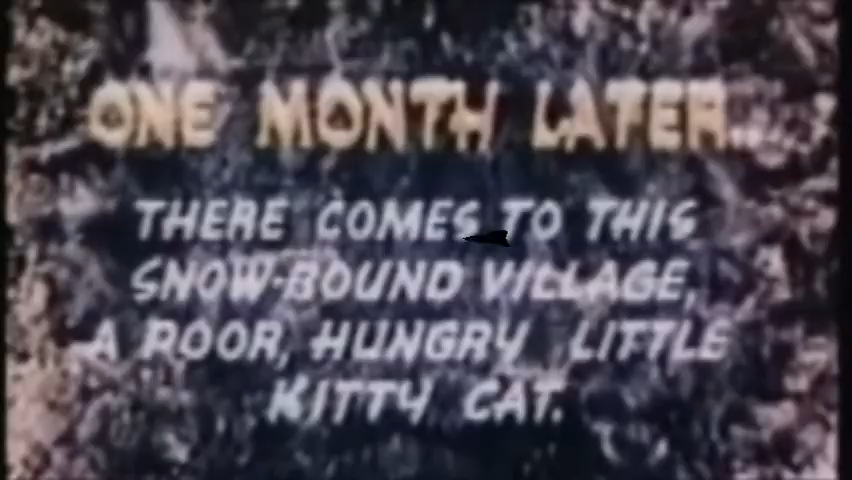 ONE MONTH LATER...
THERE COMES TO THIS
SNOW-BOUND VILLAGE,
A POOR, HUNGRY LITTLE
KITTY CAT.